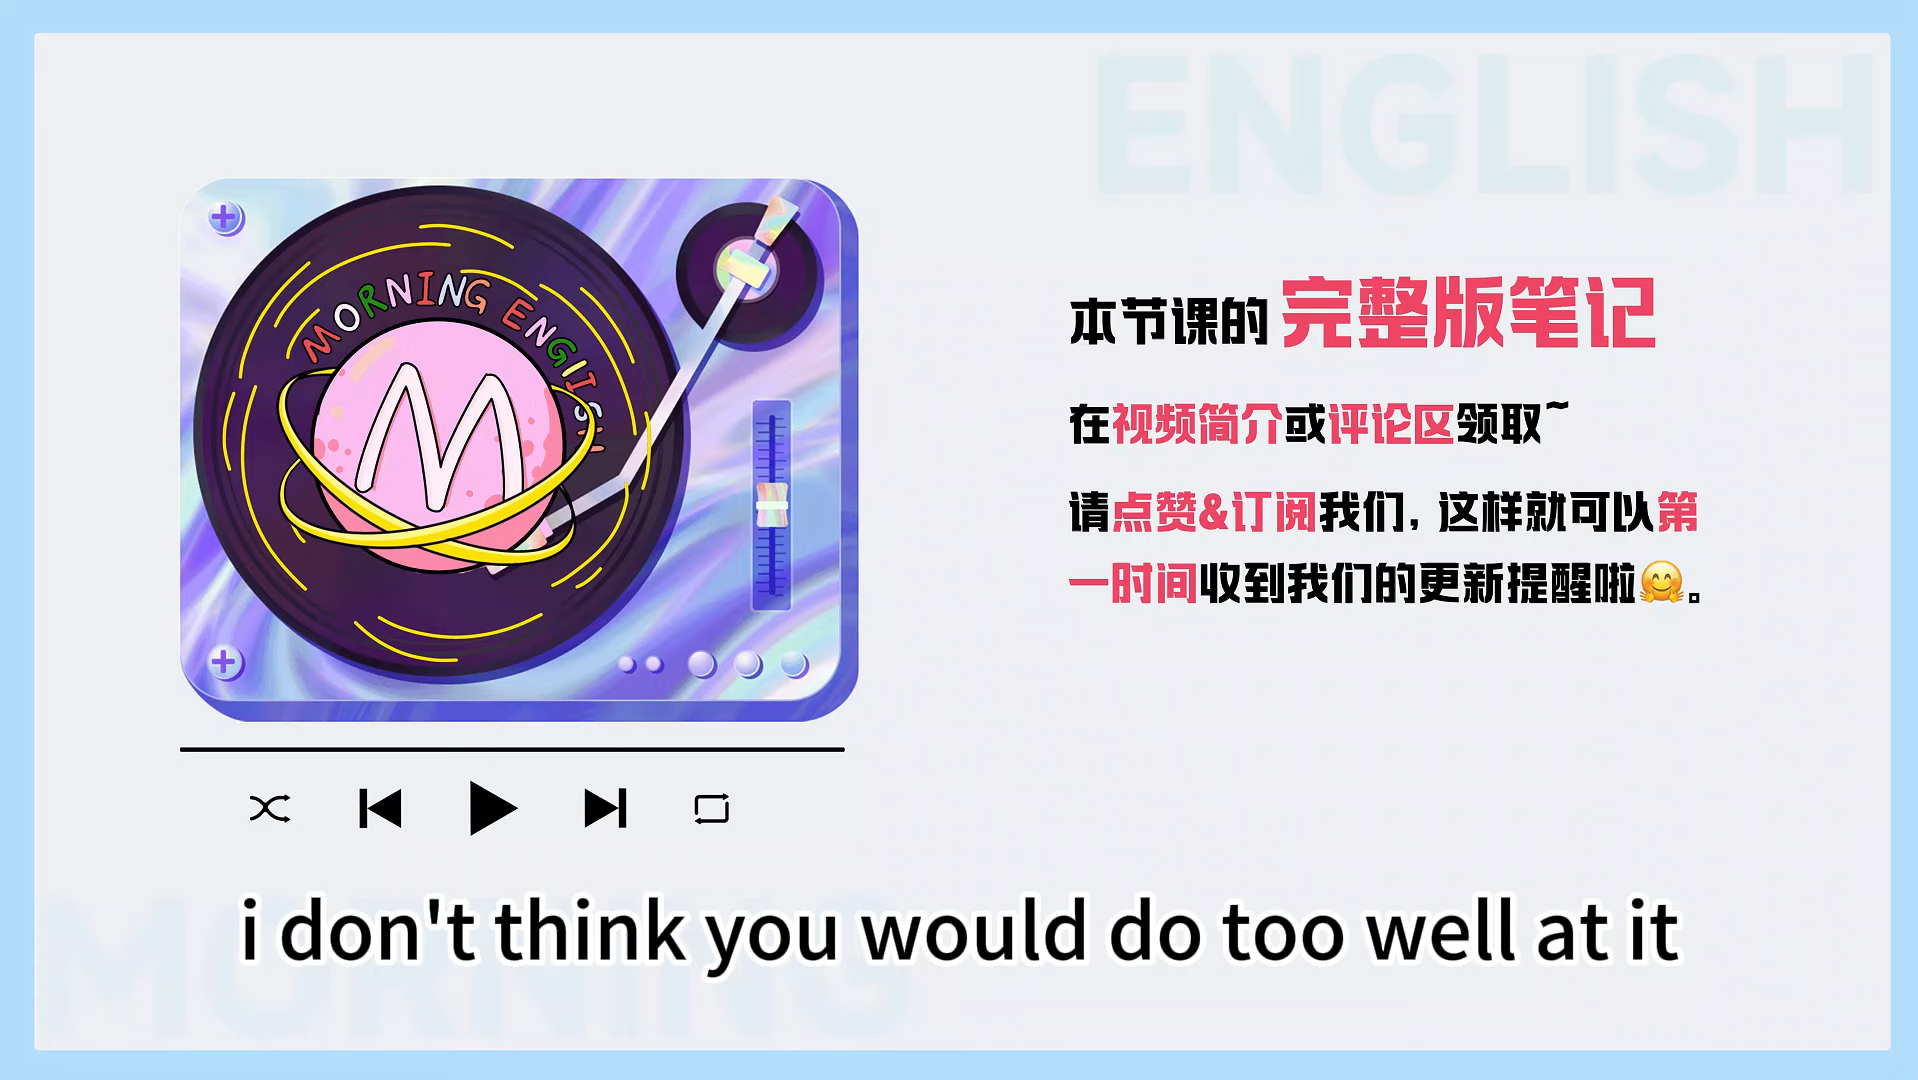 ENGLISH
MORNING ENGLISH
M
本节课的完整版笔记
在视频简介或评论区领取~
请点赞&订阅我们，这样就可以第
一时间收到我们的更新提醒啦🤗。
MORNING
i don't think you would do too well at it